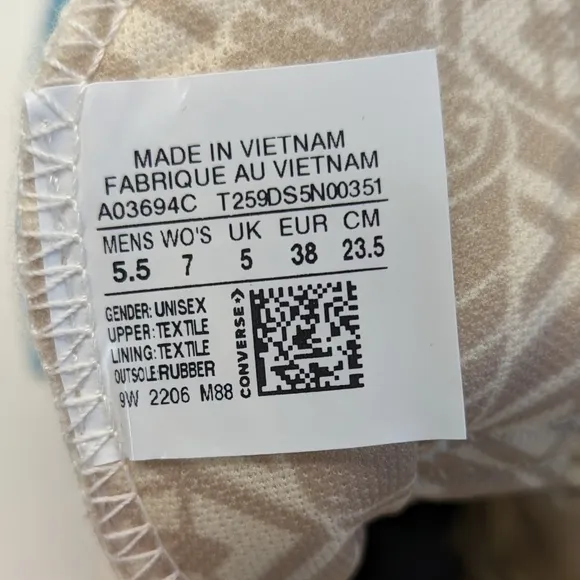 MADE IN VIETNAM
FABRIQUE AU VIETNAM
A03694C T259DS5N00351
MENS WO'S UK EUR CM
5.5 7 5 38 23.5
GENDER: UNISEX
UPPER: TEXTILE
LINING: TEXTILE
OUTSOLE: RUBBER
9W 2206 M88
CONVERSE